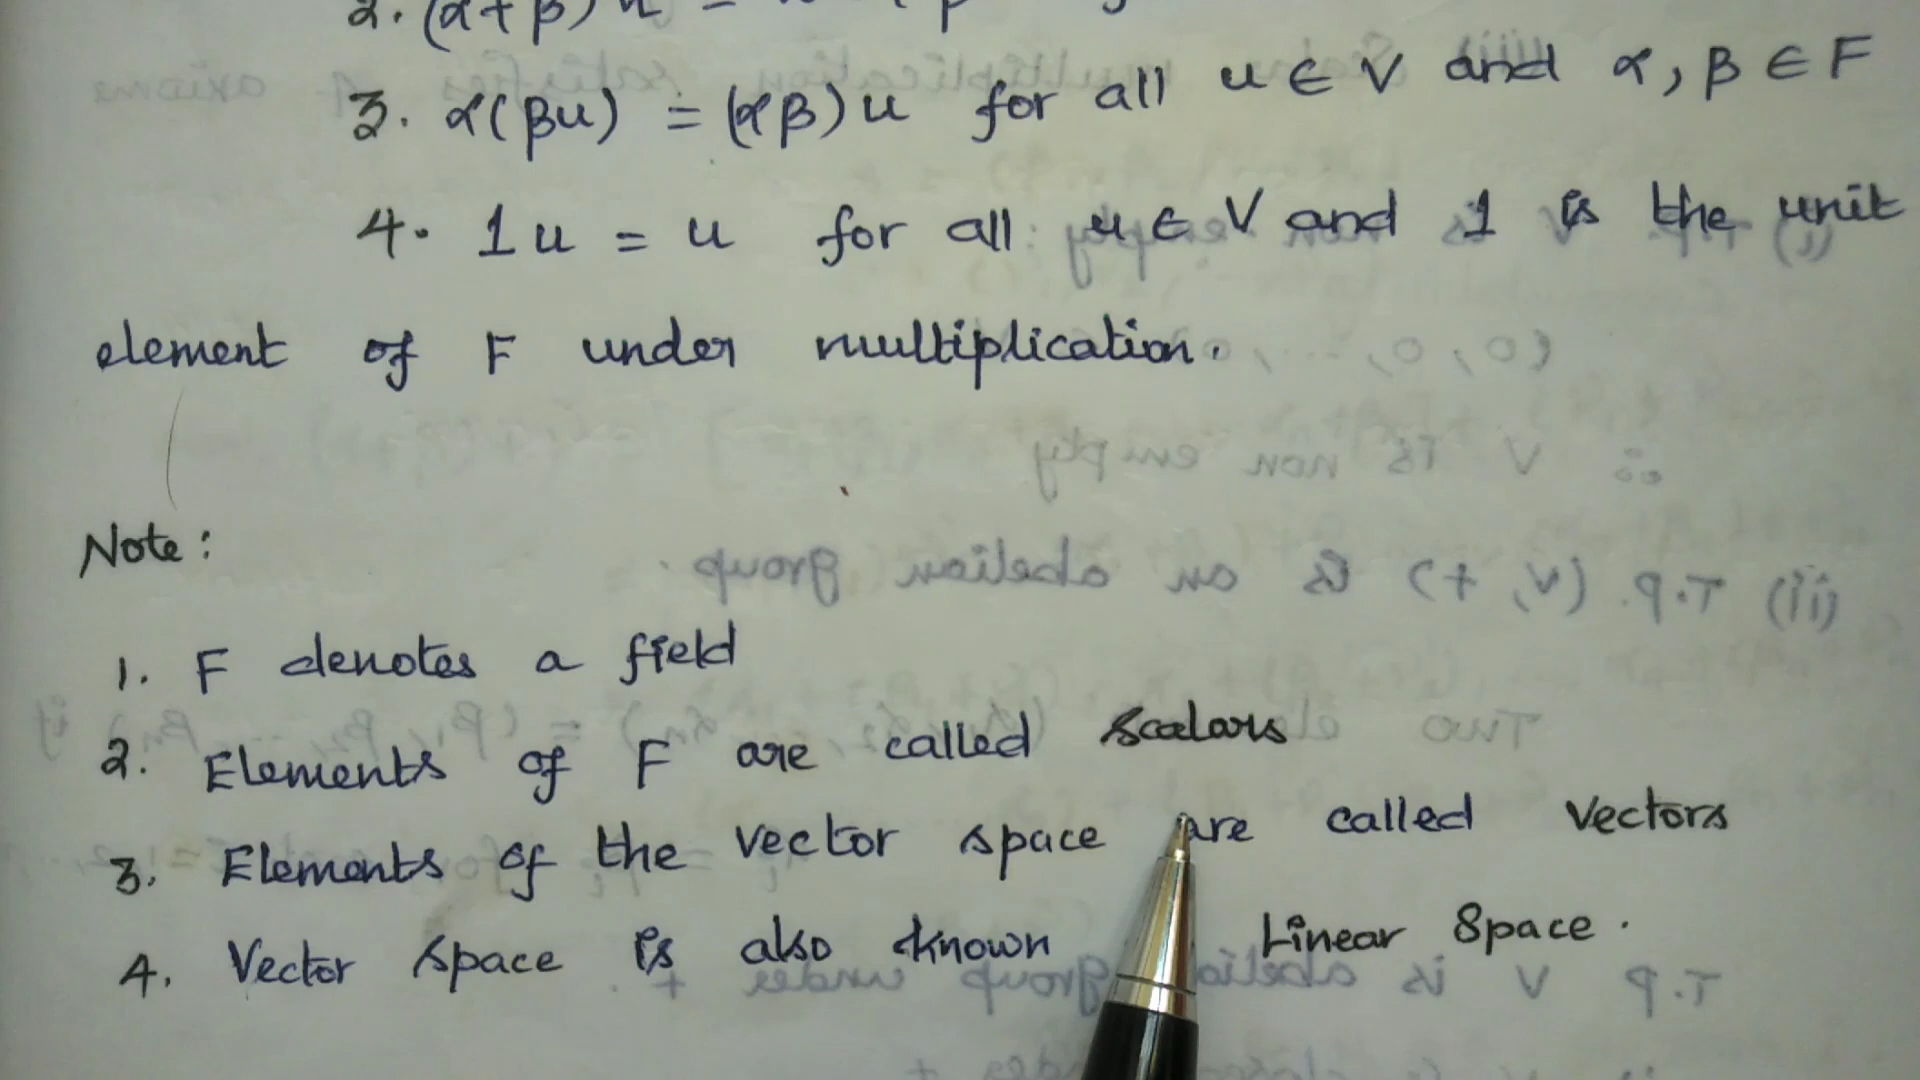 2. (α+β)u =
3. α(βu) = (αβ)u for all u ∈ V and α, β ∈ F
4. 1u = u for all u ∈ V and 1 is the unit
element of F under multiplication.
Note:
1. F denotes a field
2. Elements of F are called scalars
3. Elements of the vector space are called vectors
4. Vector space is also known Linear Space.